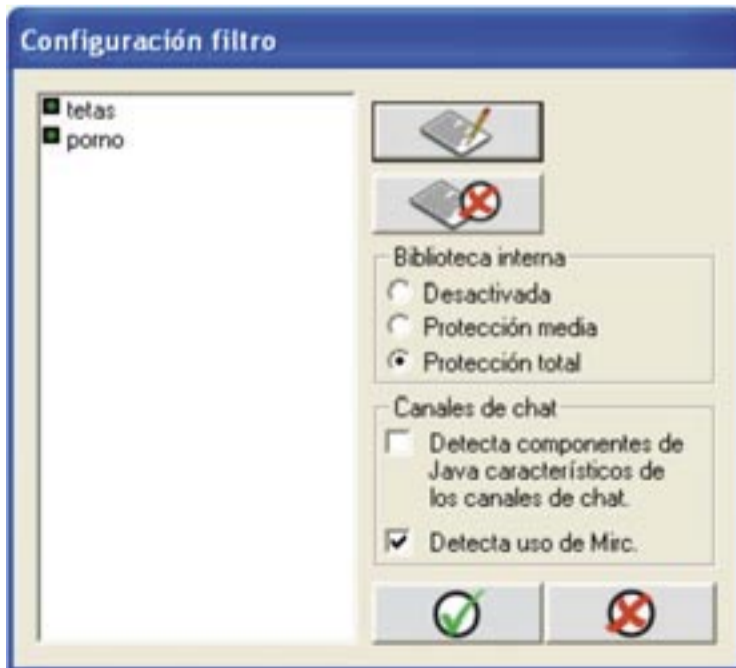 Configuración filtro
tetas
porno
Biblioteca interna
Desactivada
Protección media
Protección total
Canales de chat
Detecta componentes de
Java característicos de
los canales de chat.
Detecta uso de Mirc.